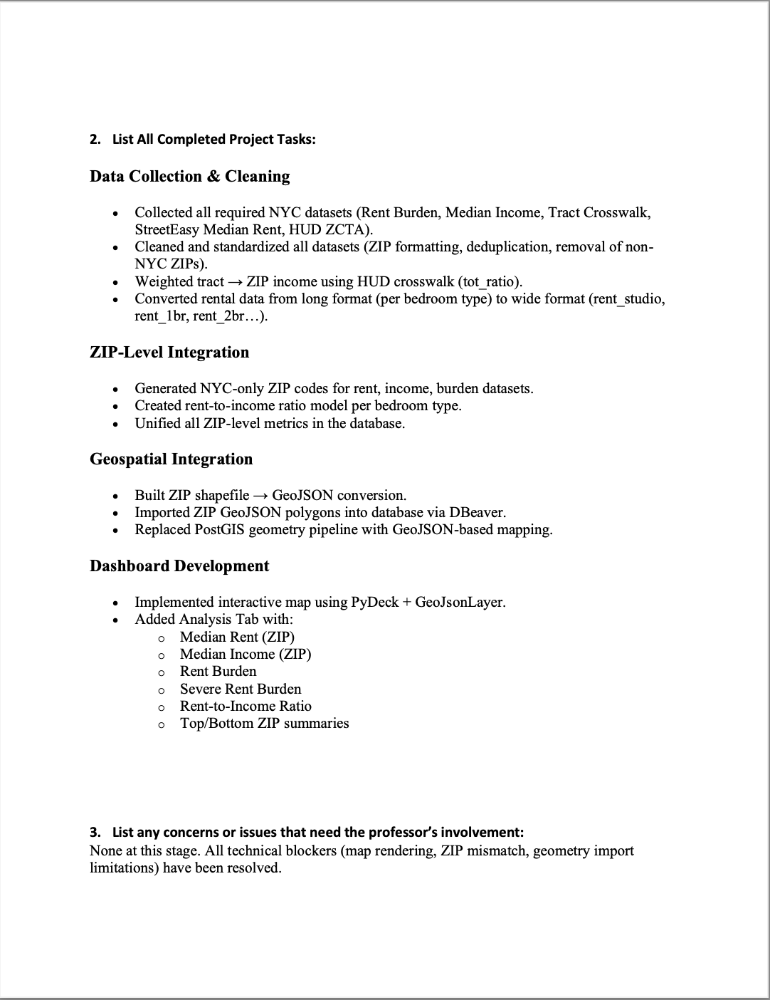 2. List All Completed Project Tasks:
Data Collection & Cleaning
• Collected all required NYC datasets (Rent Burden, Median Income, Tract Crosswalk,
StreetEasy Median Rent, HUD ZCTA).
• Cleaned and standardized all datasets (ZIP formatting, deduplication, removal of non-
NYC ZIPs).
• Weighted tract → ZIP income using HUD crosswalk (tot_ratio).
• Converted rental data from long format (per bedroom type) to wide format (rent_studio,
rent_1br, rent_2br…).
ZIP-Level Integration
• Generated NYC-only ZIP codes for rent, income, burden datasets.
• Created rent-to-income ratio model per bedroom type.
• Unified all ZIP-level metrics in the database.
Geospatial Integration
• Built ZIP shapefile → GeoJSON conversion.
• Imported ZIP GeoJSON polygons into database via DBeaver.
• Replaced PostGIS geometry pipeline with GeoJSON-based mapping.
Dashboard Development
• Implemented interactive map using PyDeck + GeoJsonLayer.
• Added Analysis Tab with:
o Median Rent (ZIP)
o Median Income (ZIP)
o Rent Burden
o Severe Rent Burden
o Rent-to-Income Ratio
o Top/Bottom ZIP summaries
3. List any concerns or issues that need the professor’s involvement:
None at this stage. All technical blockers (map rendering, ZIP mismatch, geometry import
limitations) have been resolved.